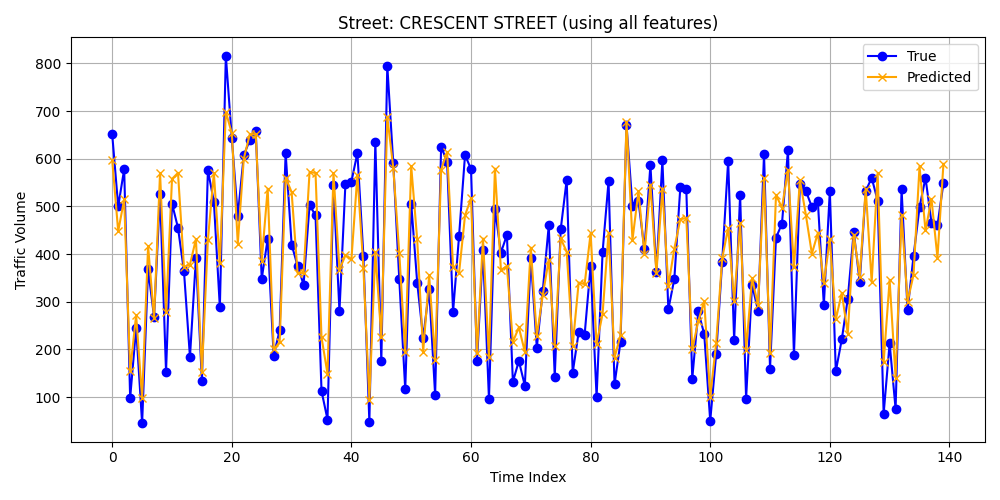 Street: CRESCENT STREET (using all features)
True
Predicted
Traffic Volume
800
700
600
500
400
300
200
100
0 20 40 60 80 100 120 140
Time Index